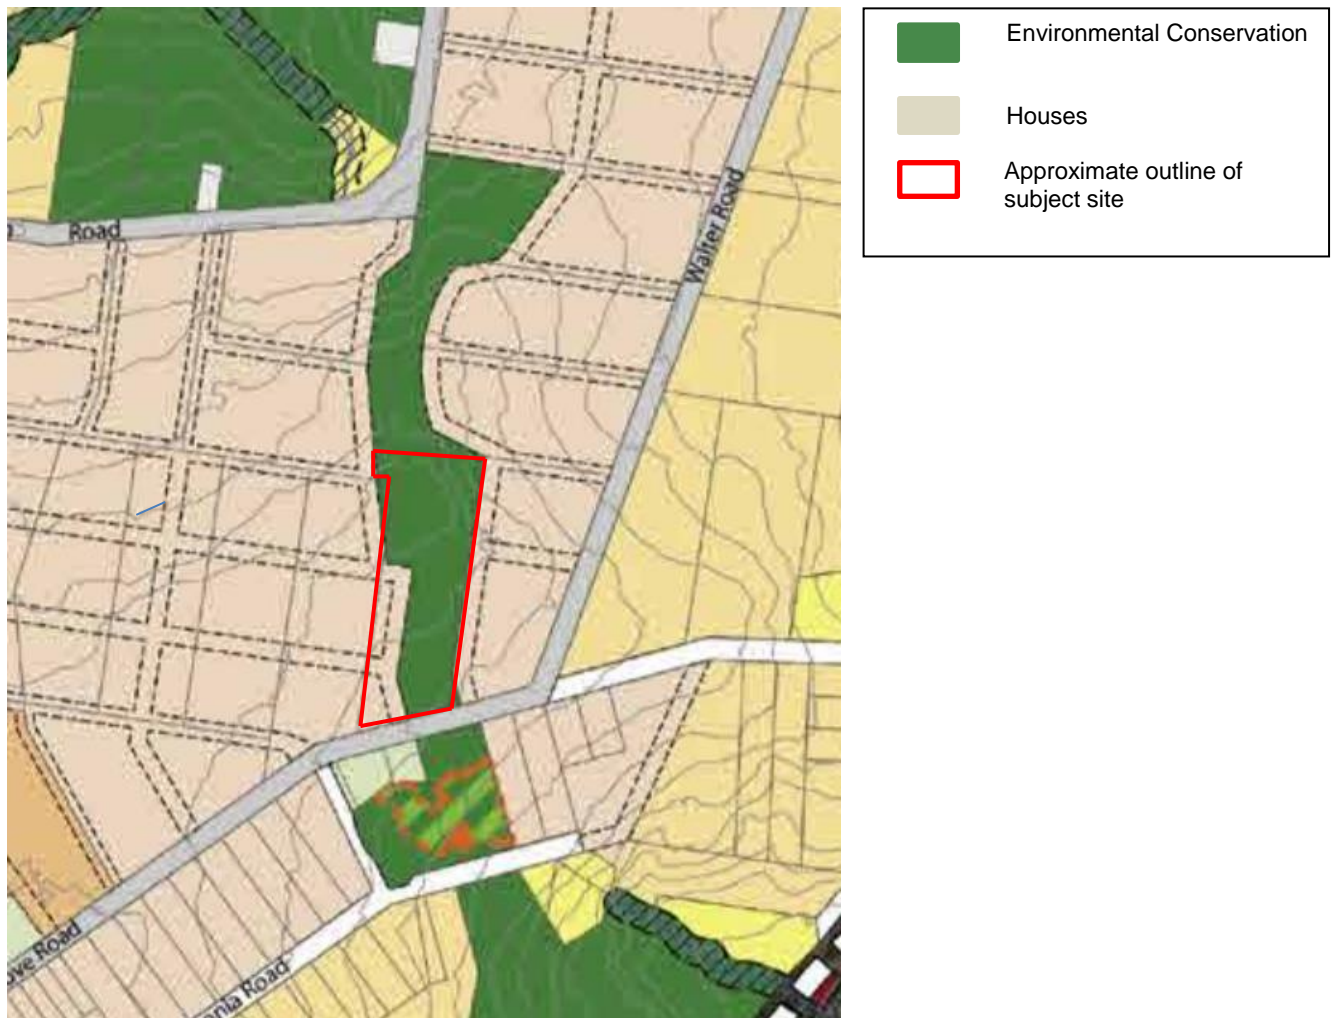 Environmental Conservation
Houses
Approximate outline of
subject site
Road
Walter Road
Road
Road